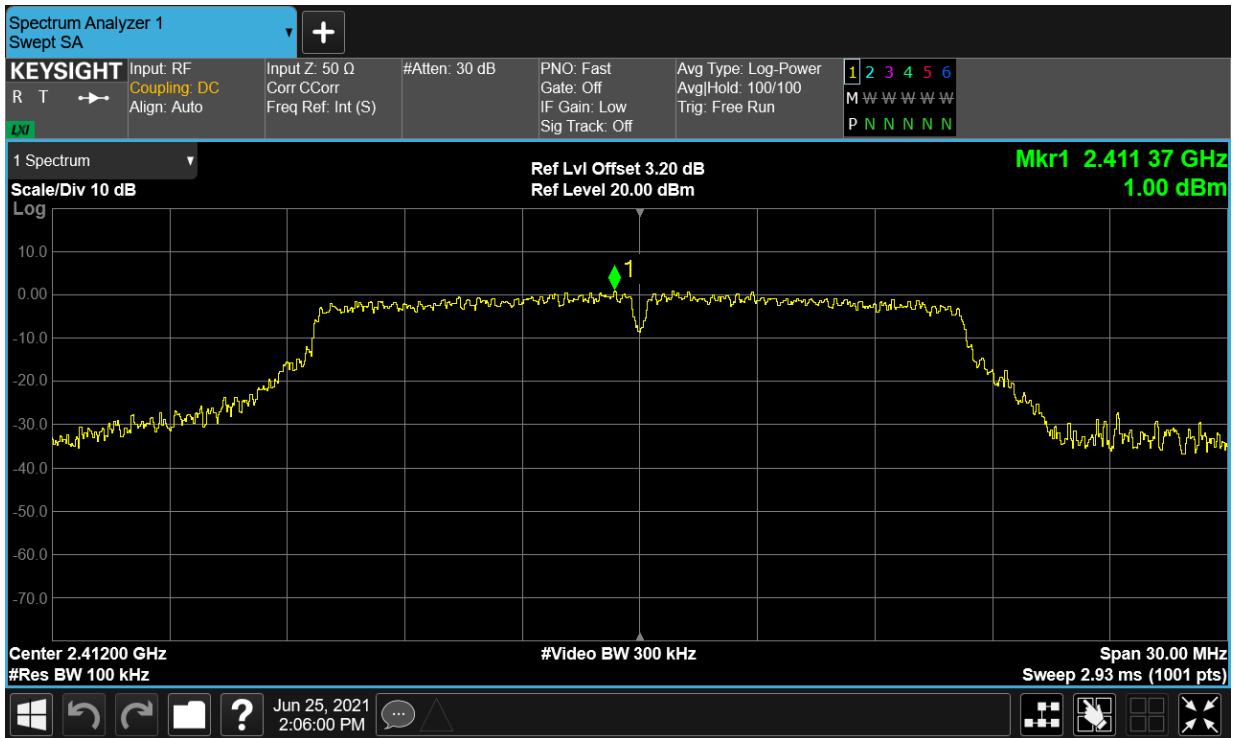 Spectrum Analyzer 1
Swept SA
KEYSIGHT
R T
LXI
Input: RF
Coupling: DC
Align: Auto
Input Z: 50 Ω
Corr CCorr
Freq Ref: Int (S)
#Atten: 30 dB
PNO: Fast
Gate: Off
IF Gain: Low
Sig Track: Off
Avg Type: Log-Power
Avg|Hold: 100/100
Trig: Free Run
1 2 3 4 5 6
M W W W W W
P N N N N N
1 Spectrum
Scale/Div 10 dB
Log
Ref Lvl Offset 3.20 dB
Ref Level 20.00 dBm
Mkr1 2.411 37 GHz
1.00 dBm
10.0
1
0.00
-10.0
-20.0
-30.0
-40.0
-50.0
-60.0
-70.0
Center 2.41200 GHz
#Res BW 100 kHz
#Video BW 300 kHz
Span 30.00 MHz
Sweep 2.93 ms (1001 pts)
?
Jun 25, 2021
2:06:00 PM